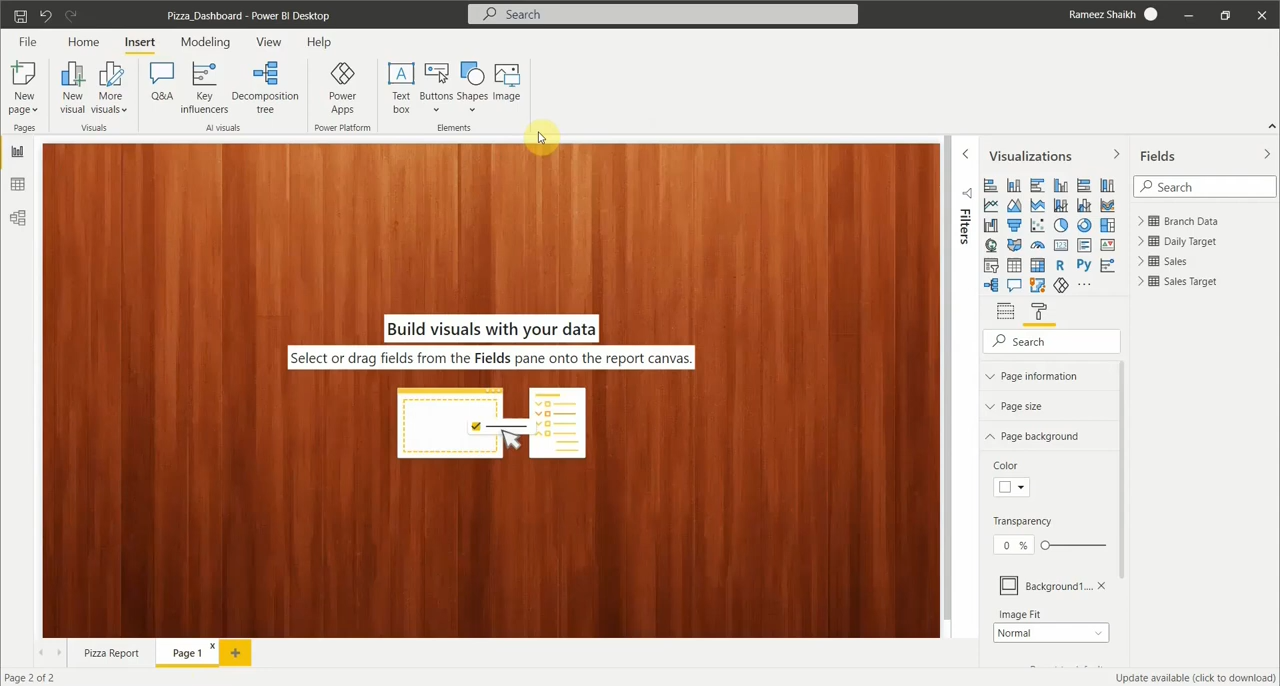 Pizza_Dashboard - Power BI Desktop
Search
Rameez Shaikh
File
Home
Insert
Modeling
View
Help
New page
New visual
More visuals
Q&A
Key influencers
Decomposition tree
Power Apps
Text box
Buttons
Shapes
Image
Pages
Visuals
AI visuals
Power Platform
Elements
Build visuals with your data
Select or drag fields from the Fields pane onto the report canvas.
Filters
Visualizations
123
R
Py
...
Search
Page information
Page size
Page background
Color
Transparency
0 %
Background1....
Image Fit
Normal
Fields
Search
Branch Data
Daily Target
Sales
Sales Target
Pizza Report
Page 1
x
+
Page 2 of 2
Update available (click to download)